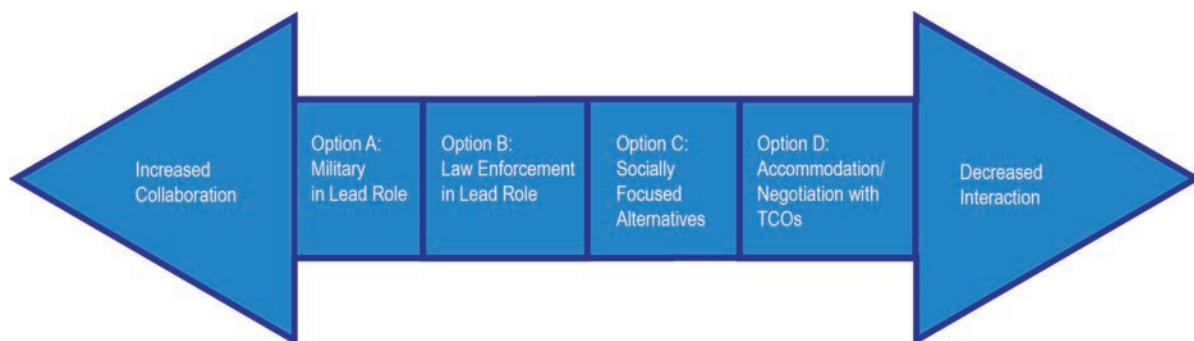 Increased
Collaboration
Option A:
Military
in Lead Role
Option B:
Law Enforcement
in Lead Role
Option C:
Socially
Focused
Alternatives
Option D:
Accommodation/
Negotiation with
TCOs
Decreased
Interaction